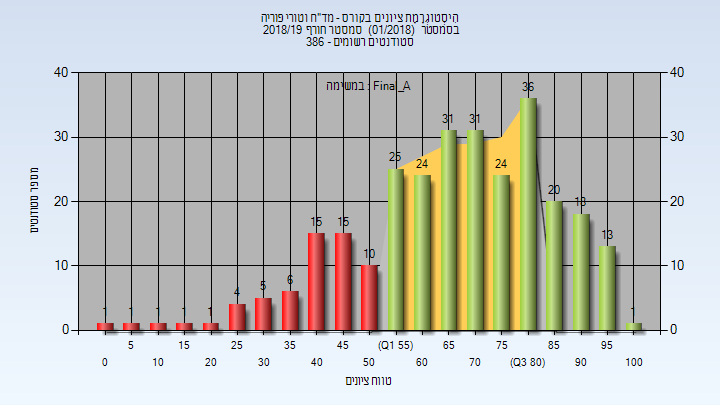 היסטוגרמת ציונים בקורס - מד"ח וטורי פוריה
בסמסטר (01/2018) סמסטר חורף 2018/19
סטודנטים רשומים - 386
במשימה : Final_A
מספר סטודנטים
40 40
30 30
20 20
10 10
0 0
1 1 1 1 1 4 5 6 15 15 10 25 24 31 31 24 36 20 18 13 1
5 15 25 35 45 (Q1 55) 65 75 85 95
0 10 20 30 40 50 60 70 (Q3 80) 90 100
טווח ציונים